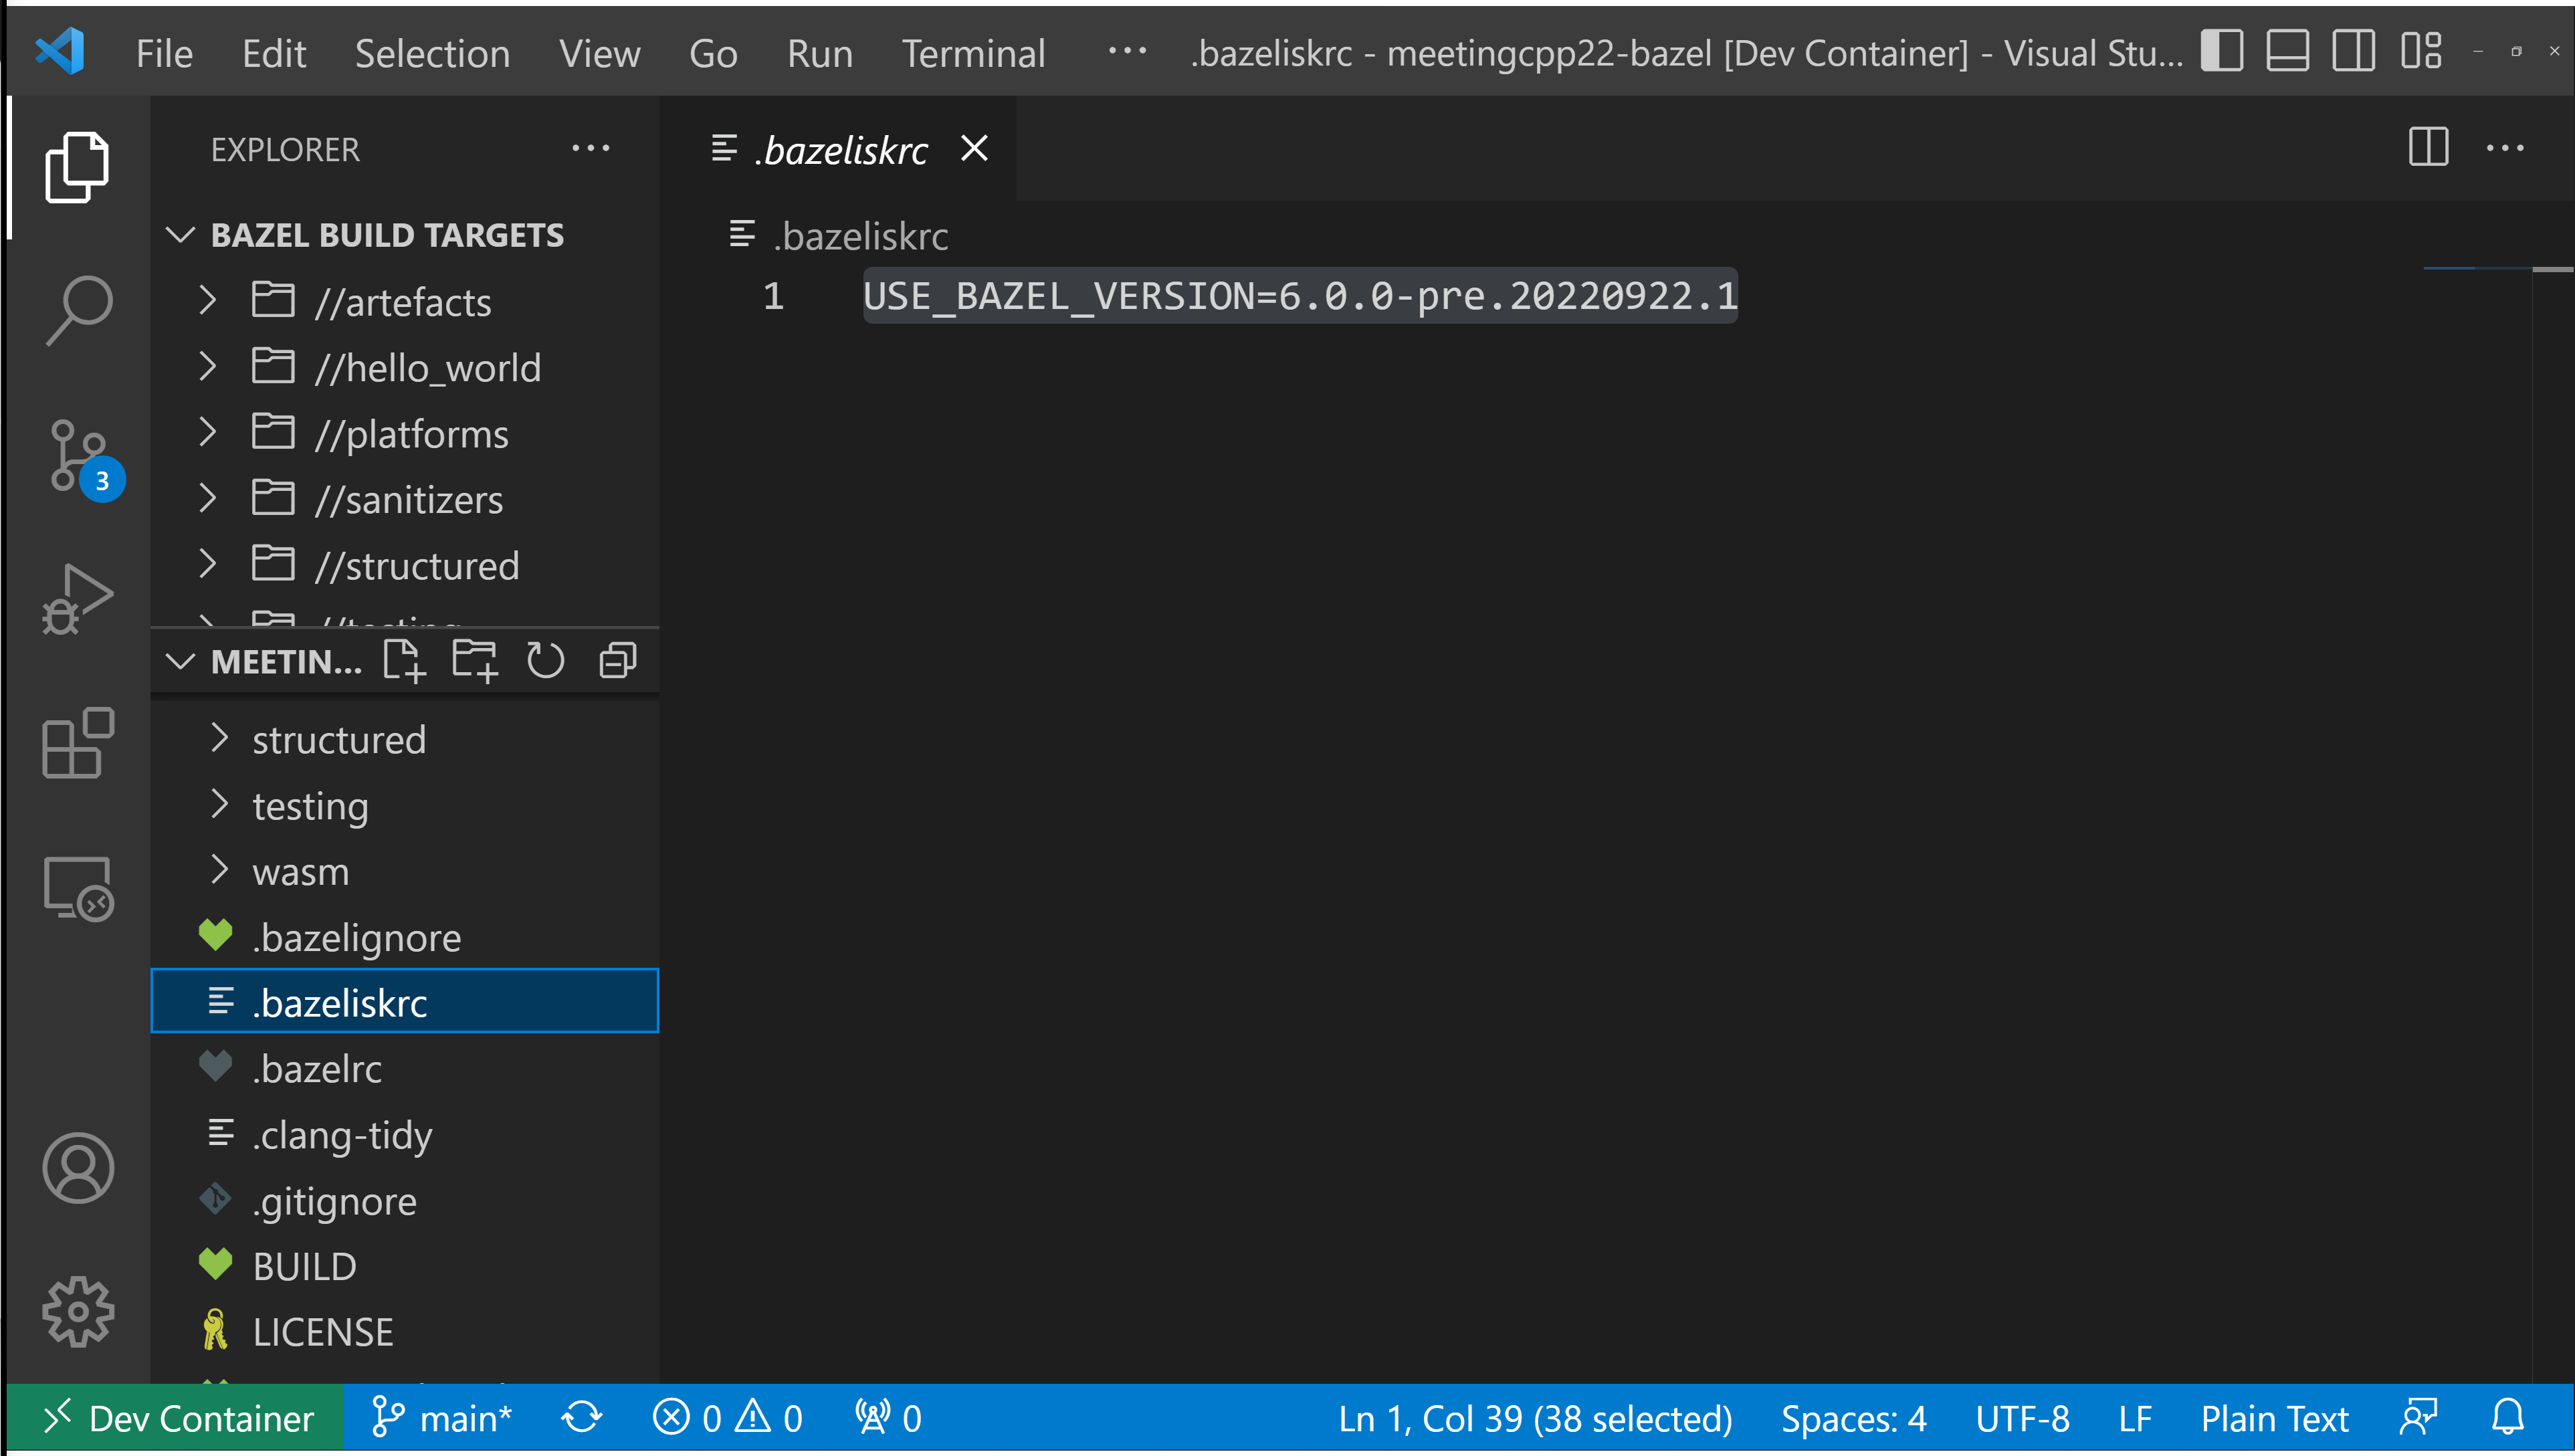 File Edit Selection View Go Run Terminal ··· .bazeliskrc - meetingcpp22-bazel [Dev Container] - Visual Stu...
EXPLORER ···
BAZEL BUILD TARGETS
//artefacts
//hello_world
//platforms
//sanitizers
//structured
//testing
3
MEETIN...
structured
testing
wasm
.bazelignore
.bazeliskrc
.bazelrc
.clang-tidy
.gitignore
BUILD
LICENSE
.bazeliskrc
.bazeliskrc
1 USE_BAZEL_VERSION=6.0.0-pre.20220922.1
Dev Container main* 0 0 0 Ln 1, Col 39 (38 selected) Spaces: 4 UTF-8 LF Plain Text